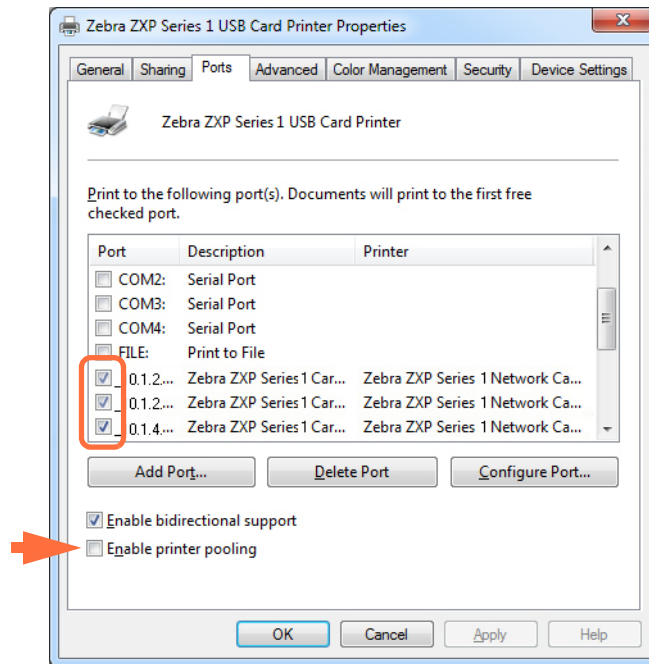 Zebra ZXP Series 1 USB Card Printer Properties
General Sharing Ports Advanced Color Management Security Device Settings
Zebra ZXP Series 1 USB Card Printer
Print to the following port(s). Documents will print to the first free
checked port.
Port Description Printer
COM2: Serial Port
COM3: Serial Port
COM4: Serial Port
FILE: Print to File
_ 0.1.2.... Zebra ZXP Series 1 Car... Zebra ZXP Series 1 Network Ca...
_ 0.1.2.... Zebra ZXP Series 1 Car... Zebra ZXP Series 1 Network Ca...
_ 0.1.4.... Zebra ZXP Series 1 Car... Zebra ZXP Series 1 Network Ca...
Add Port... Delete Port Configure Port...
Enable bidirectional support
Enable printer pooling
OK Cancel Apply Help